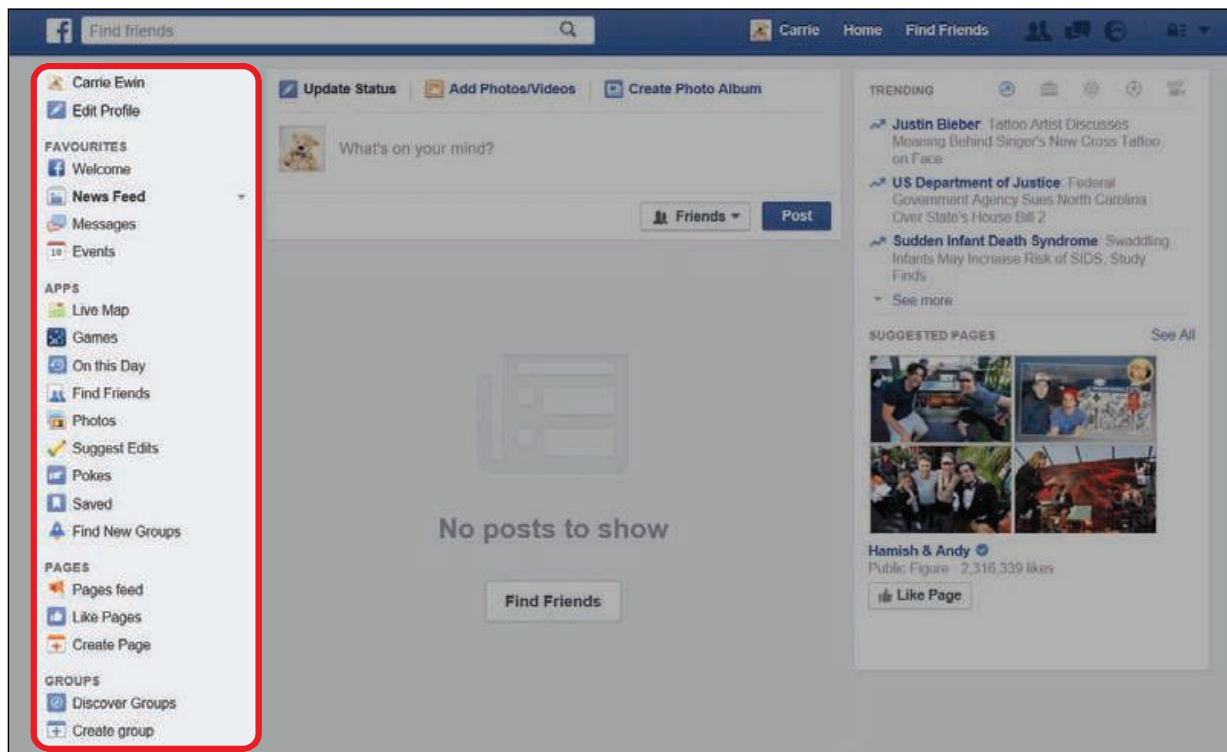 Find friends
Carrie Home Find Friends
Carrie Ewin
Edit Profile
FAVOURITES
Welcome
News Feed
Messages
Events
APPS
Live Map
Games
On this Day
Find Friends
Photos
Suggest Edits
Pokes
Saved
Find New Groups
PAGES
Pages feed
Like Pages
Create Page
GROUPS
Discover Groups
Create group
Update Status Add Photos/Videos Create Photo Album
What's on your mind?
Friends Post
No posts to show
Find Friends
TRENDING
Justin Bieber Tattoo Artist Discusses
Meaning Behind Singer's New Cross Tattoo
on Face
US Department of Justice Federal
Government Agency Sues North Carolina
Over State's House Bill 2
Sudden Infant Death Syndrome Swaddling
Infants May Increase Risk of SIDS, Study
Finds
See more
SUGGESTED PAGES See All
Hamish & Andy
Public Figure 2,316,339 likes
Like Page